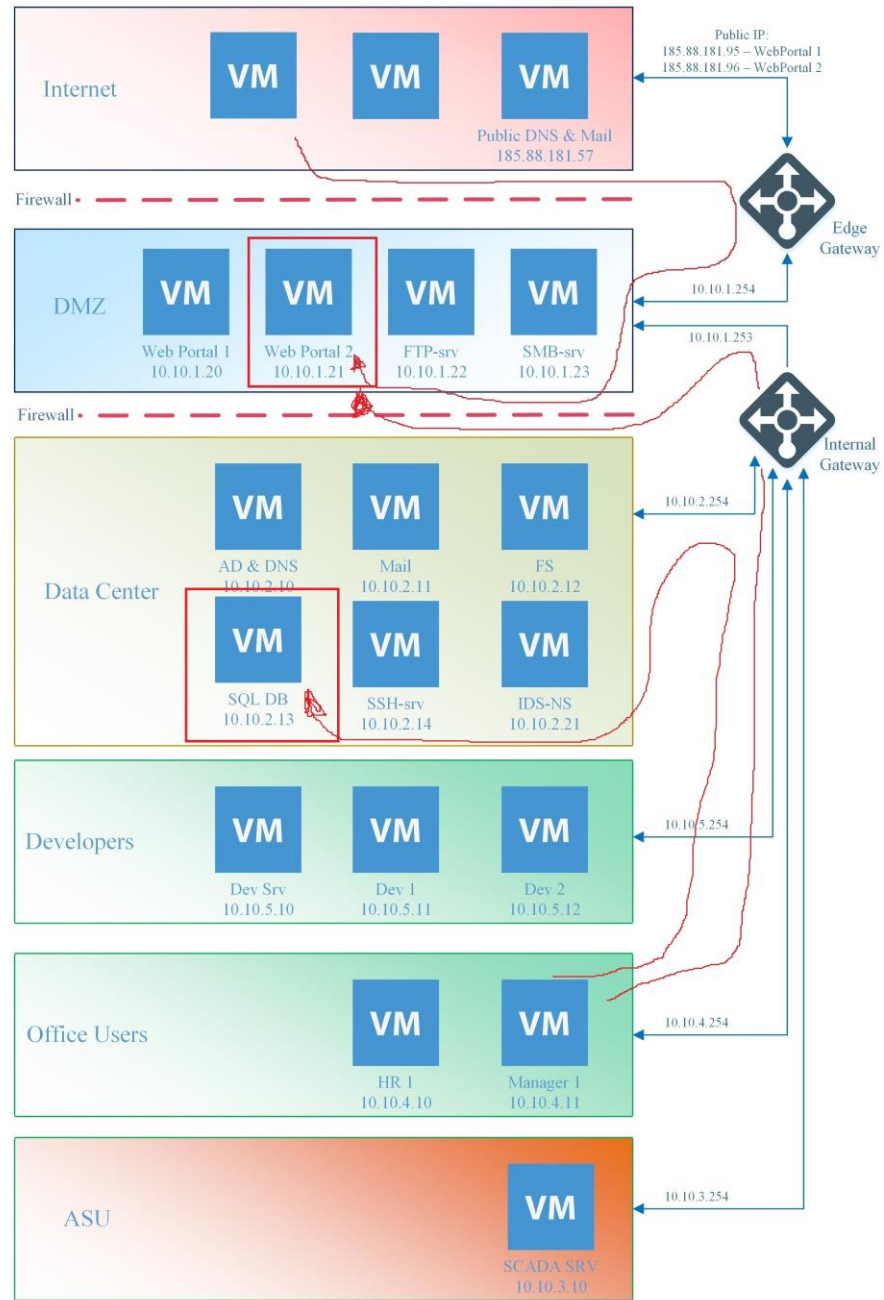 Public IP:
185.88.181.95 – WebPortal 1
185.88.181.96 – WebPortal 2
Internet
VM
VM
VM
Public DNS & Mail
185.88.181.57
Firewall
Edge
Gateway
DMZ
VM
VM
VM
VM
Web Portal 1
Web Portal 2
FTP-srv
SMB-srv
10.10.1.20
10.10.1.21
10.10.1.22
10.10.1.23
10.10.1.254
10.10.1.253
Firewall
Internal
Gateway
Data Center
VM
VM
VM
AD & DNS
Mail
FS
10.10.2.10
10.10.2.11
10.10.2.12
10.10.2.254
VM
VM
VM
SQL DB
SSH-srv
IDS-NS
10.10.2.13
10.10.2.14
10.10.2.21
Developers
VM
VM
VM
Dev Srv
Dev 1
Dev 2
10.10.5.10
10.10.5.11
10.10.5.12
10.10.5.254
Office Users
VM
VM
HR 1
Manager 1
10.10.4.10
10.10.4.11
10.10.4.254
ASU
VM
SCADA SRV
10.10.3.10
10.10.3.254